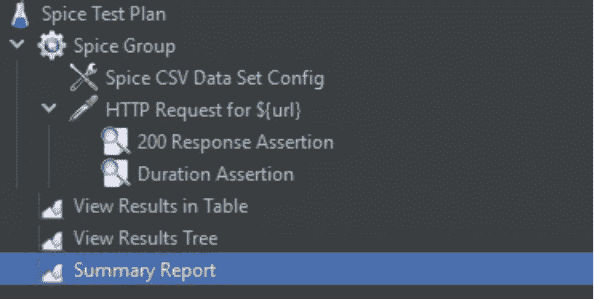 Spice Test Plan
Spice Group
Spice CSV Data Set Config
HTTP Request for ${url}
200 Response Assertion
Duration Assertion
View Results in Table
View Results Tree
Summary Report